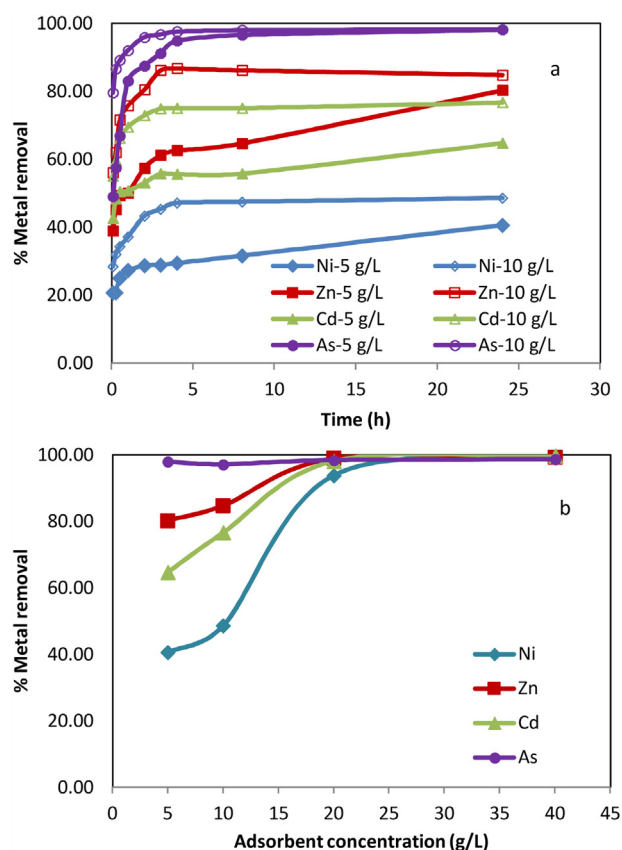 100.00
a
80.00
60.00
% Metal removal
40.00
Ni-5 g/L Ni-10 g/L
Zn-5 g/L Zn-10 g/L
20.00
Cd-5 g/L Cd-10 g/L
As-5 g/L As-10 g/L
0.00
0 5 10 15 20 25 30
Time (h)
100.00
b
80.00
60.00
% Metal removal
40.00
Ni
Zn
20.00
Cd
As
0.00
0 5 10 15 20 25 30 35 40 45
Adsorbent concentration (g/L)